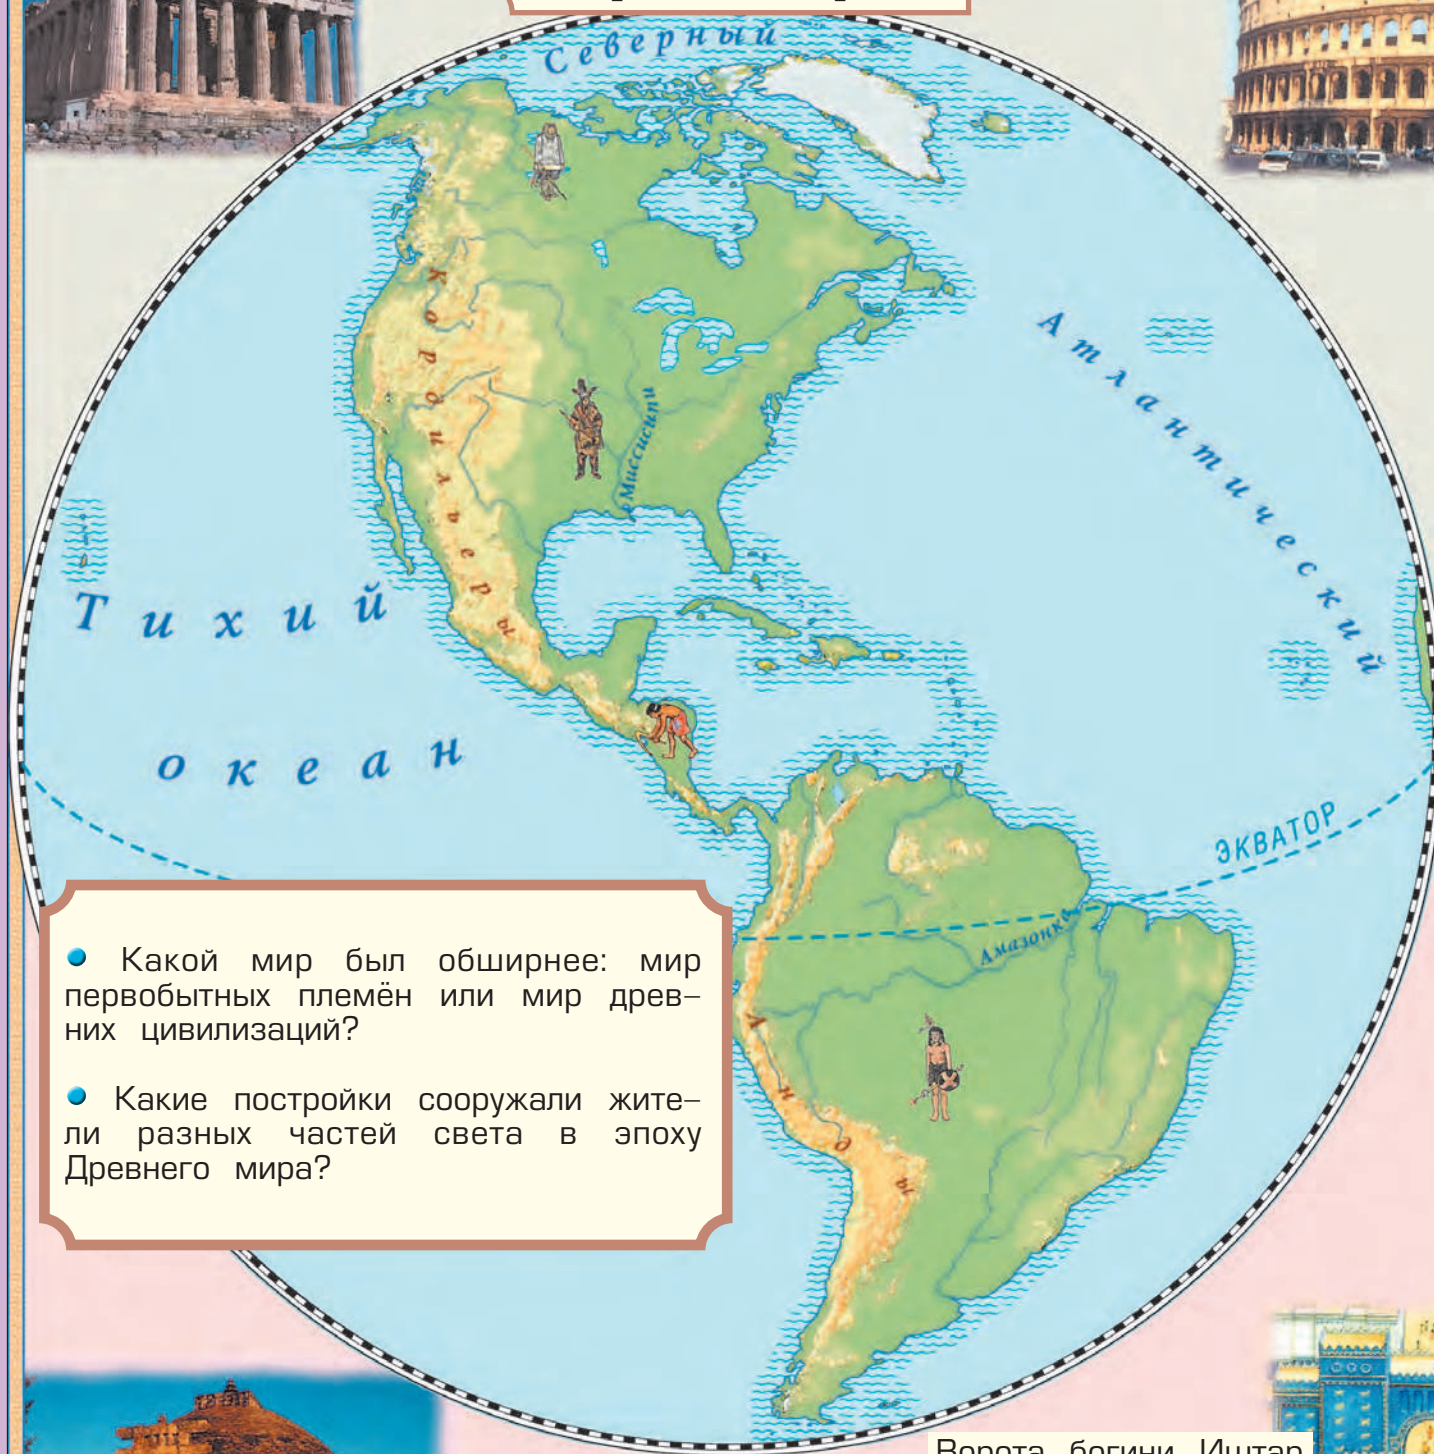 Северный
Кордильеры
Атлантический
Миссисипи
Тихий
океан
ЭКВАТОР
Амазонка
Анды
• Какой мир был обширнее: мир
первобытных племён или мир древ–
них цивилизаций?
• Какие постройки сооружали жите–
ли разных частей света в эпоху
Древнего мира?
Ворота богини Иштар